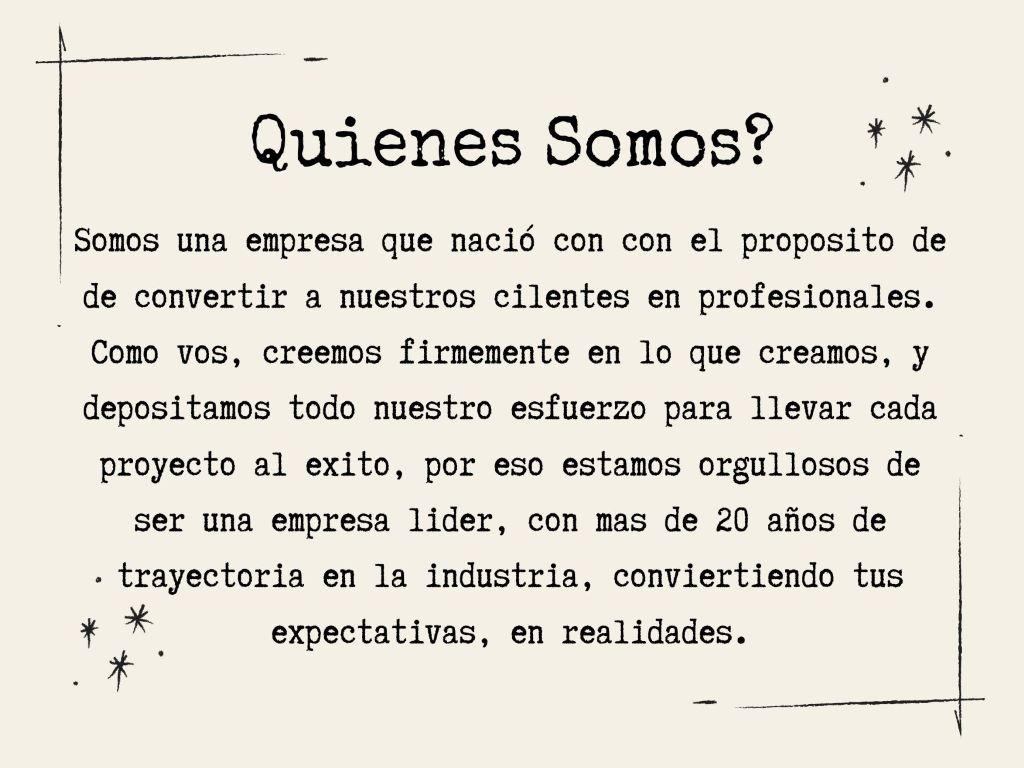 Quienes Somos?
Somos una empresa que nació con con el proposito de
de convertir a nuestros cilentes en profesionales.
Como vos, creemos firmemente en lo que creamos, y
depositamos todo nuestro esfuerzo para llevar cada
proyecto al exito, por eso estamos orgullosos de
ser una empresa lider, con mas de 20 años de
trayectoria en la industria, conviertiendo tus
expectativas, en realidades.